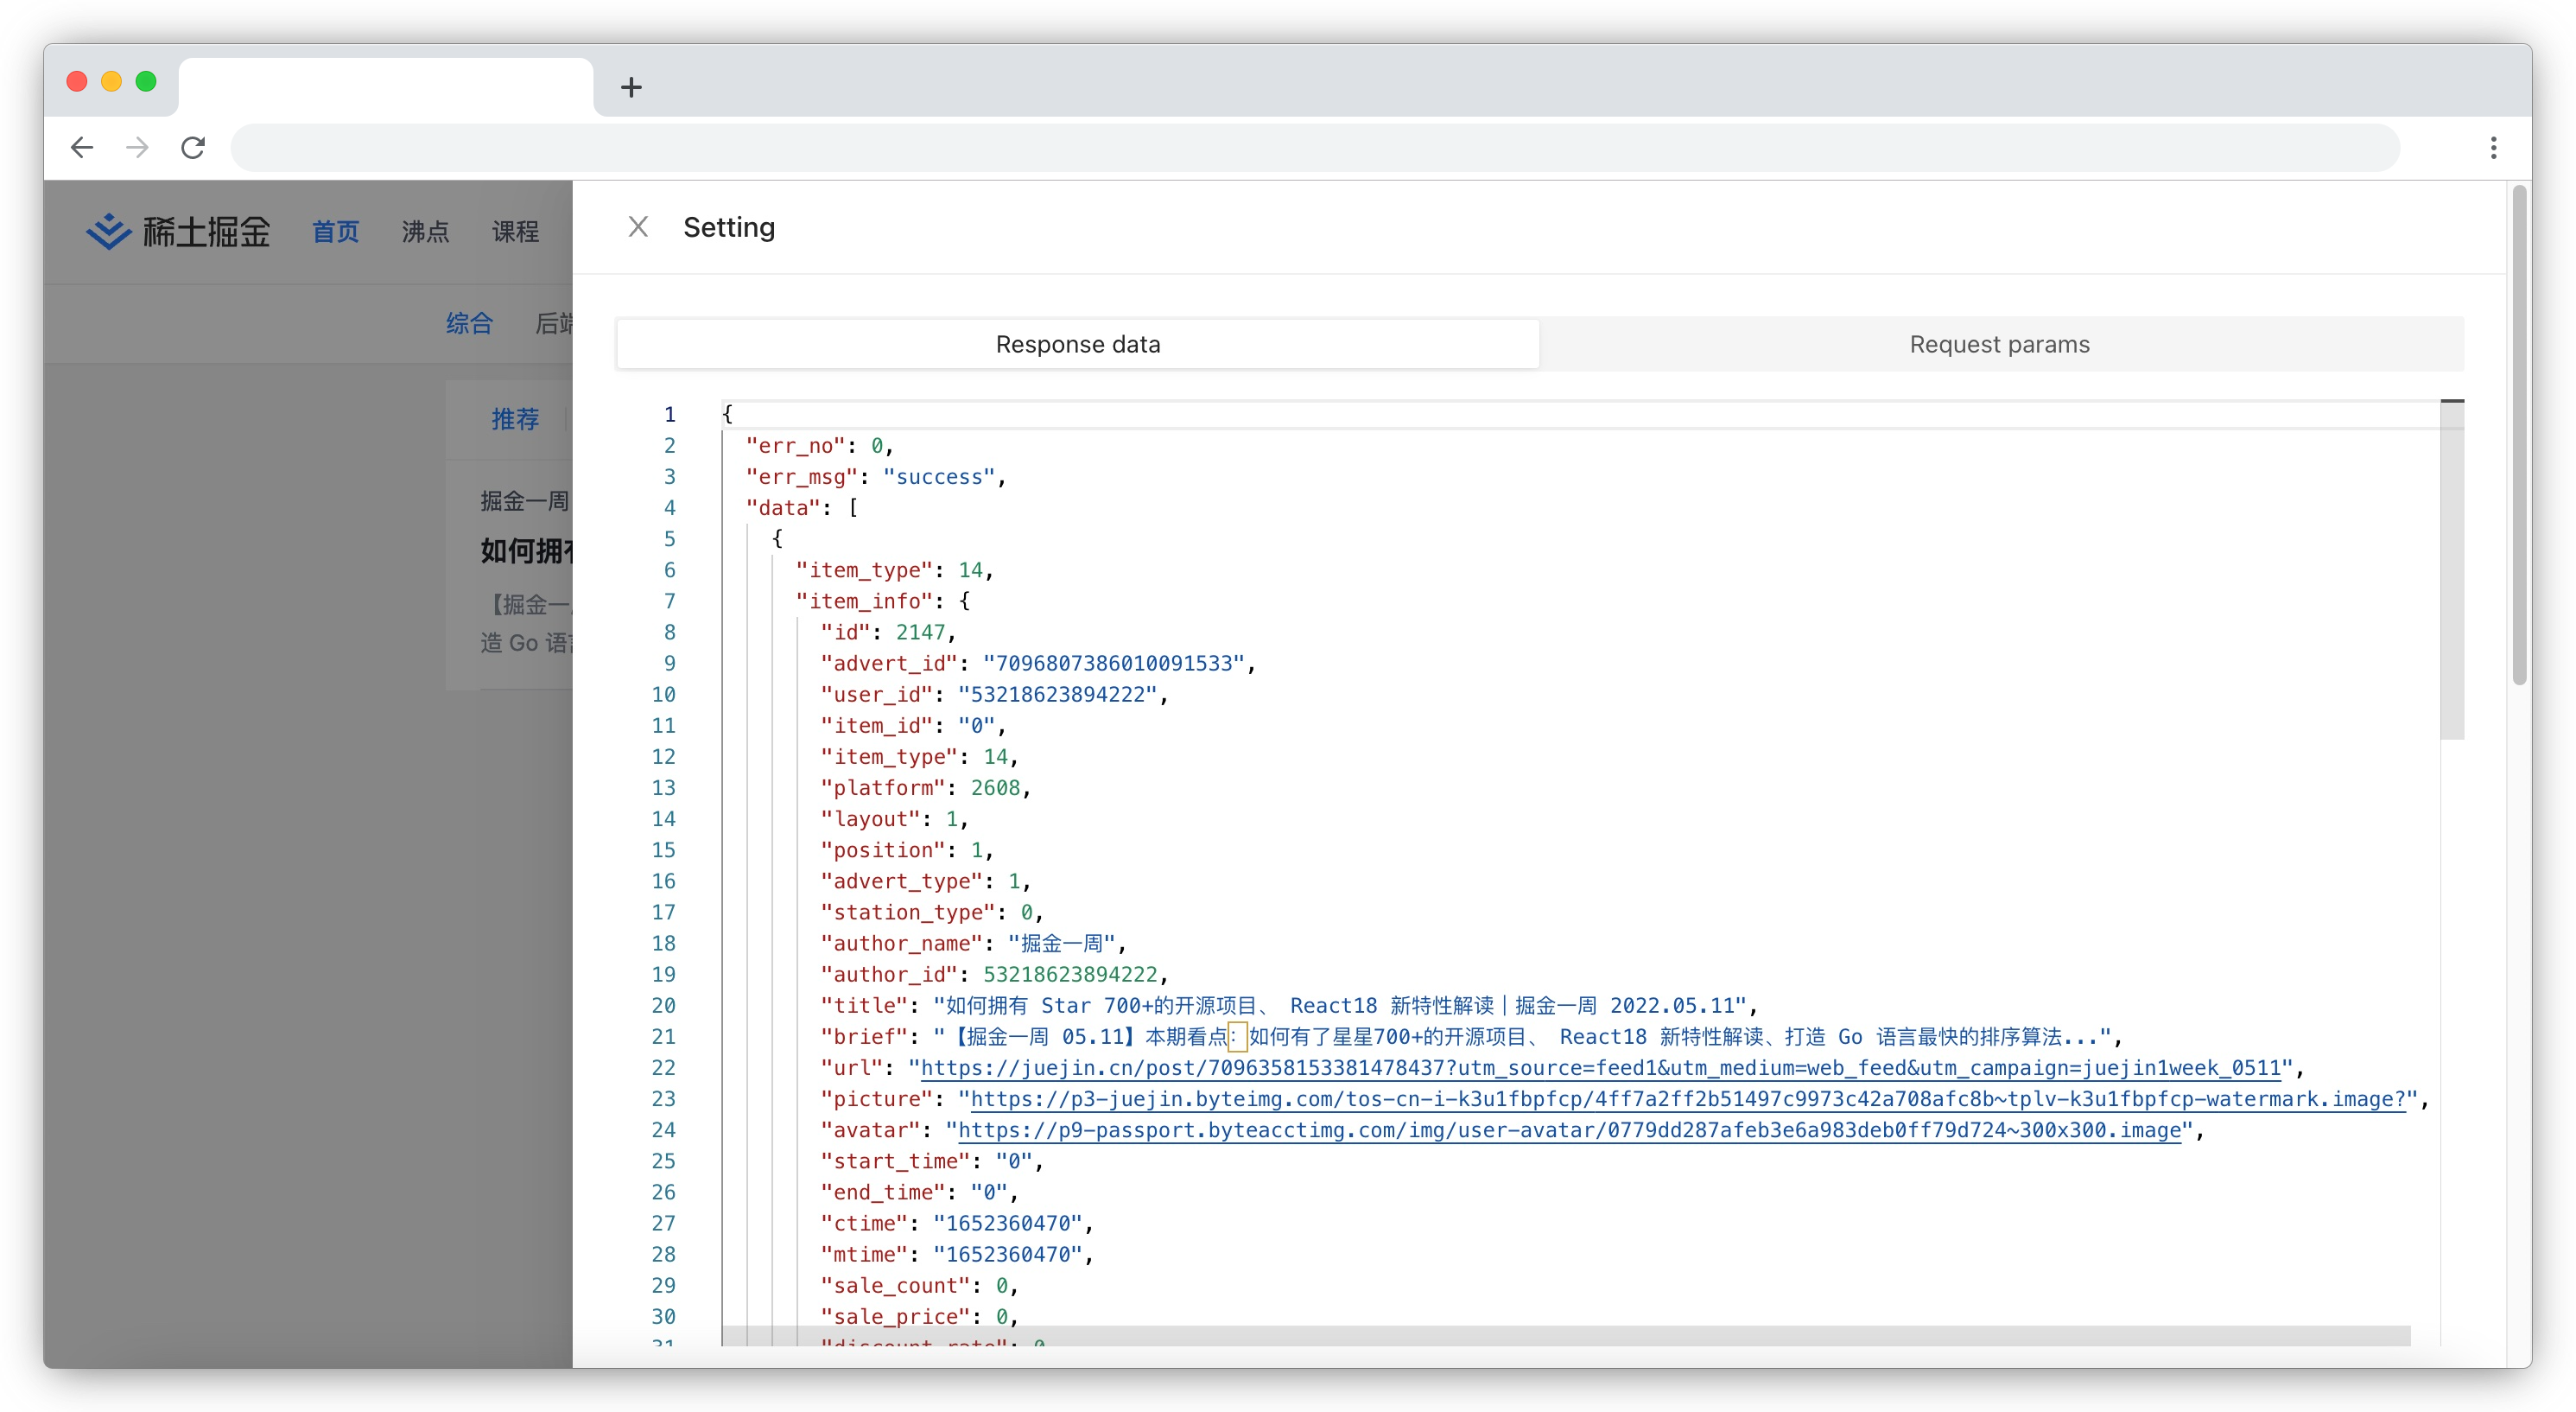 稀土掘金 首页 沸点 课程
综合 后端
推荐
掘金一周
如何拥有
【掘金一周
造 Go 语言
Setting
Response data Request params
1 {
2 "err_no": 0,
3 "err_msg": "success",
4 "data": [
5 {
6 "item_type": 14,
7 "item_info": {
8 "id": 2147,
9 "advert_id": "7096807386010091533",
10 "user_id": "53218623894222",
11 "item_id": "0",
12 "item_type": 14,
13 "platform": 2608,
14 "layout": 1,
15 "position": 1,
16 "advert_type": 1,
17 "station_type": 0,
18 "author_name": "掘金一周",
19 "author_id": 53218623894222,
20 "title": "如何拥有 Star 700+的开源项目、 React18 新特性解读｜掘金一周 2022.05.11",
21 "brief": "【掘金一周 05.11】本期看点：如何有了星星700+的开源项目、 React18 新特性解读、打造 Go 语言最快的排序算法...",
22 "url": "https://juejin.cn/post/7096358153381478437?utm_source=feed1&utm_medium=web_feed&utm_campaign=juejin1week_0511",
23 "picture": "https://p3-juejin.byteimg.com/tos-cn-i-k3u1fbpfcp/4ff7a2ff2b51497c9973c42a708afc8b~tplv-k3u1fbpfcp-watermark.image?",
24 "avatar": "https://p9-passport.byteacctimg.com/img/user-avatar/0779dd287afeb3e6a983deb0ff79d724~300x300.image",
25 "start_time": "0",
26 "end_time": "0",
27 "ctime": "1652360470",
28 "mtime": "1652360470",
29 "sale_count": 0,
30 "sale_price": 0,
31 "discount_rate": 0